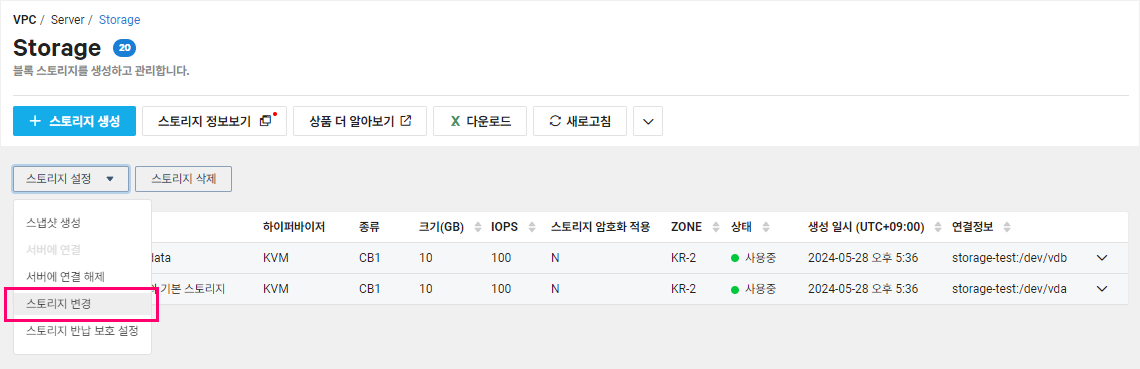 VPC / Server / Storage
Storage 20
블록 스토리지를 생성하고 관리합니다.
+ 스토리지 생성 스토리지 정보보기 상품 더 알아보기 X 다운로드 새로고침
스토리지 설정 스토리지 삭제
스냅샷 생성
서버에 연결
서버에 연결 해제
스토리지 변경
스토리지 반납 보호 설정
하이퍼바이저 종류 크기(GB) IOPS 스토리지 암호화 적용 ZONE 상태 생성 일시 (UTC+09:00) 연결정보
data KVM CB1 10 100 N KR-2 사용중 2024-05-28 오후 5:36 storage-test:/dev/vdb
기본 스토리지 KVM CB1 10 100 N KR-2 사용중 2024-05-28 오후 5:36 storage-test:/dev/vda